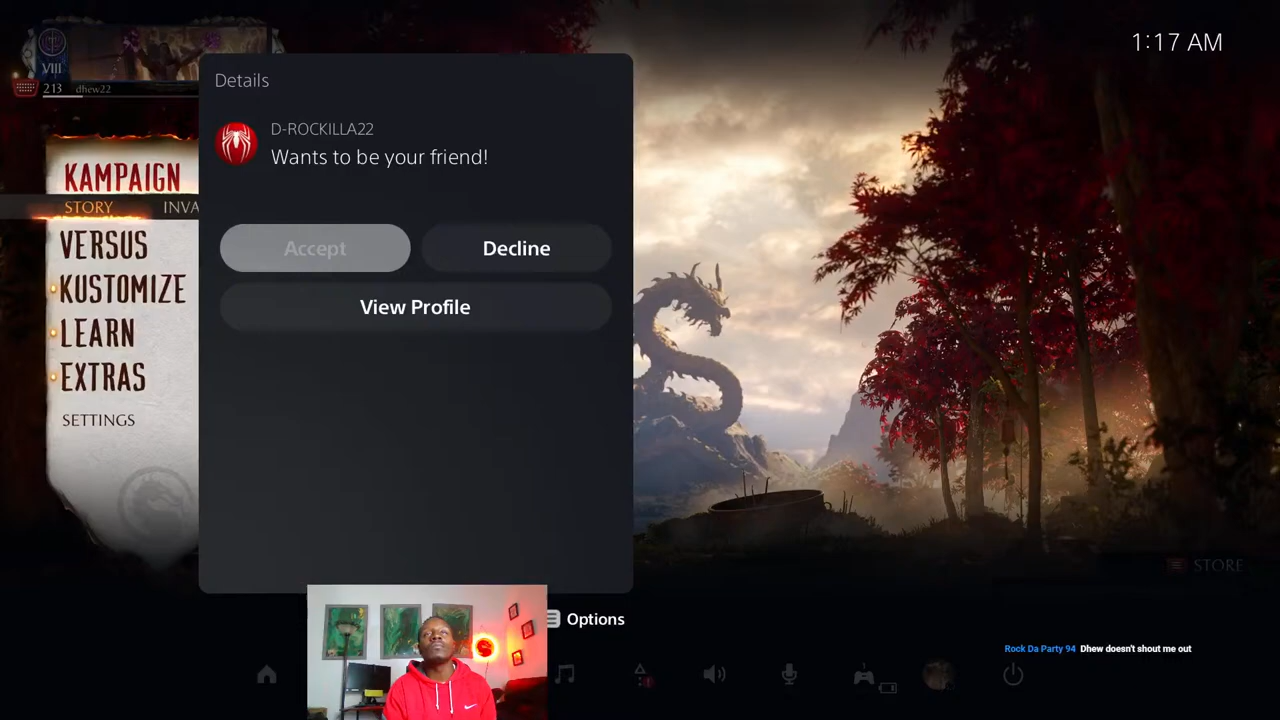 1:17 AM
VIII
213 dhew22
Details
D-ROCKILLA22
Wants to be your friend!
Accept
Decline
View Profile
KAMPAIGN
STORY
INVA
VERSUS
KUSTOMIZE
LEARN
EXTRAS
SETTINGS
STORE
Options
Rock Da Party 94 Dhew doesn't shout me out